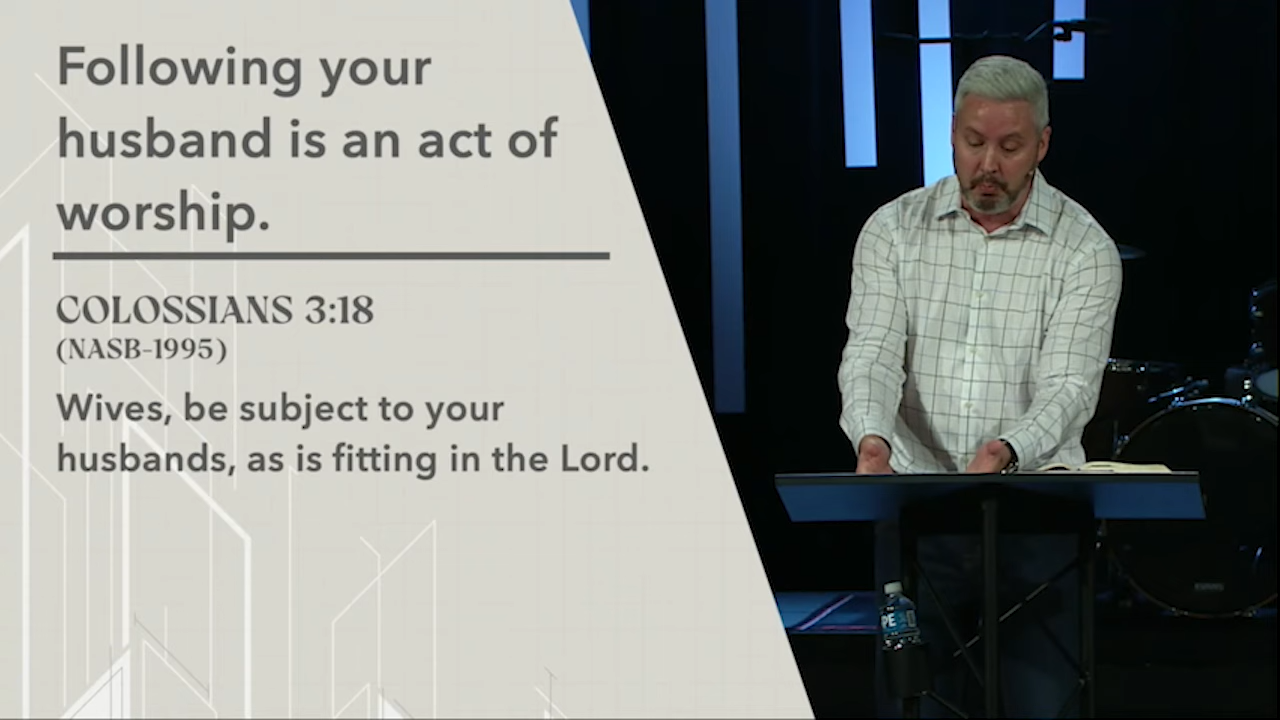 Following your
husband is an act of
worship.
COLOSSIANS 3:18
(NASB-1995)
Wives, be subject to your
husbands, as is fitting in the Lord.